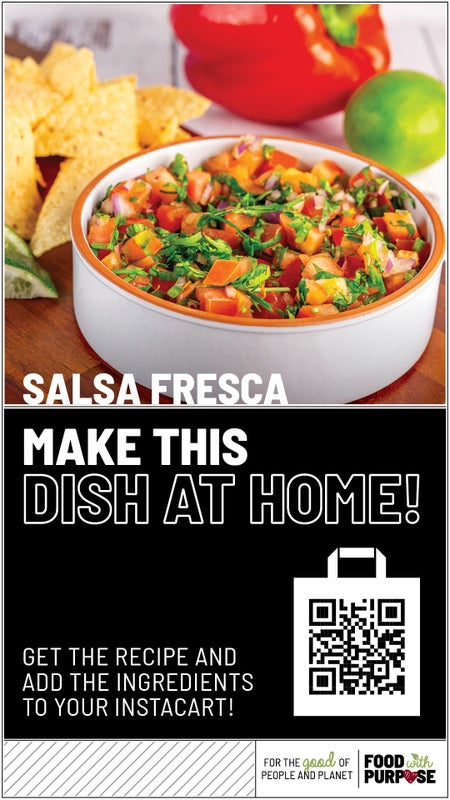 SALSA FRESCA
MAKE THIS
DISH AT HOME!
GET THE RECIPE AND
ADD THE INGREDIENTS
TO YOUR INSTACART!
FOR THE good OF
PEOPLE AND PLANET
FOOD with
PURPOSE